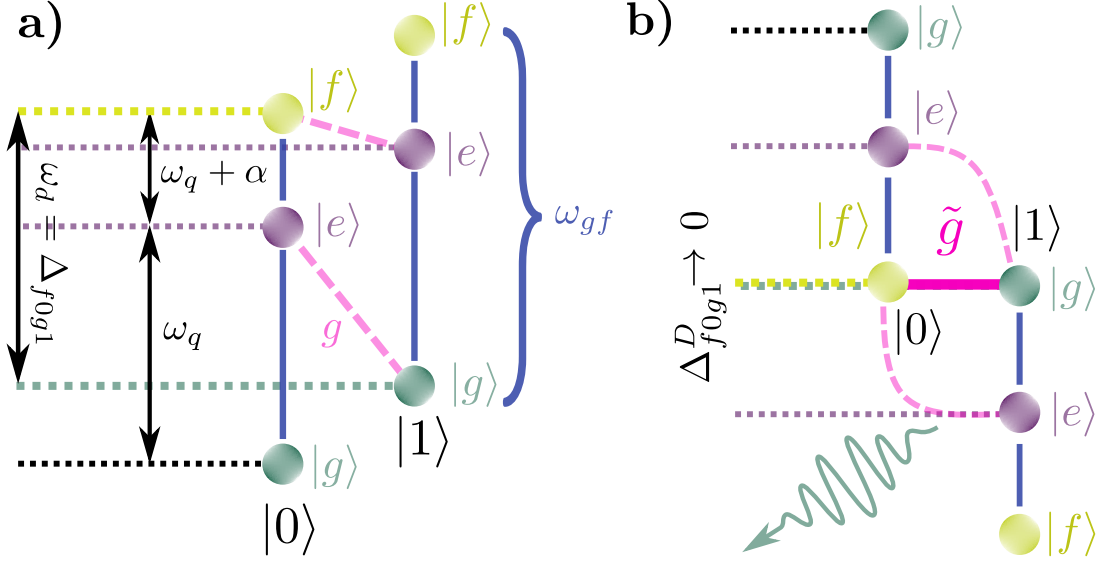 a)
|f⟩
|f⟩
ω_q + α
|e⟩
|e⟩
ω_d = Δ_{f0g1}
ω_{gf}
ω_q
g
|g⟩
|1⟩
|g⟩
|0⟩
b)
|g⟩
|e⟩
|f⟩
g̃
|1⟩
Δ^D_{f0g1} → 0
|g⟩
|0⟩
|e⟩
|f⟩